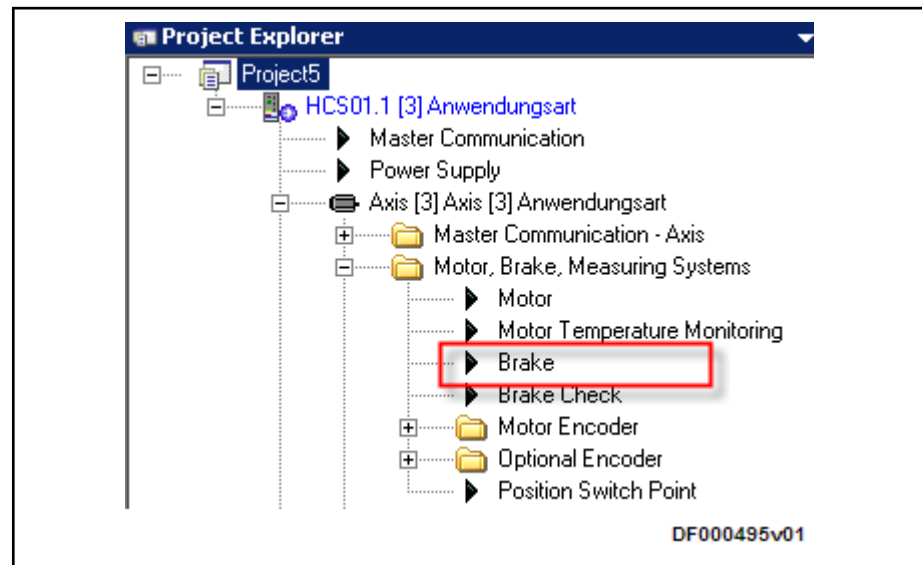 Project Explorer
Project5
HCS01.1 [3] Anwendungsart
Master Communication
Power Supply
Axis [3] Axis [3] Anwendungsart
Master Communication - Axis
Motor, Brake, Measuring Systems
Motor
Motor Temperature Monitoring
Brake
Brake Check
Motor Encoder
Optional Encoder
Position Switch Point
DF000495v01